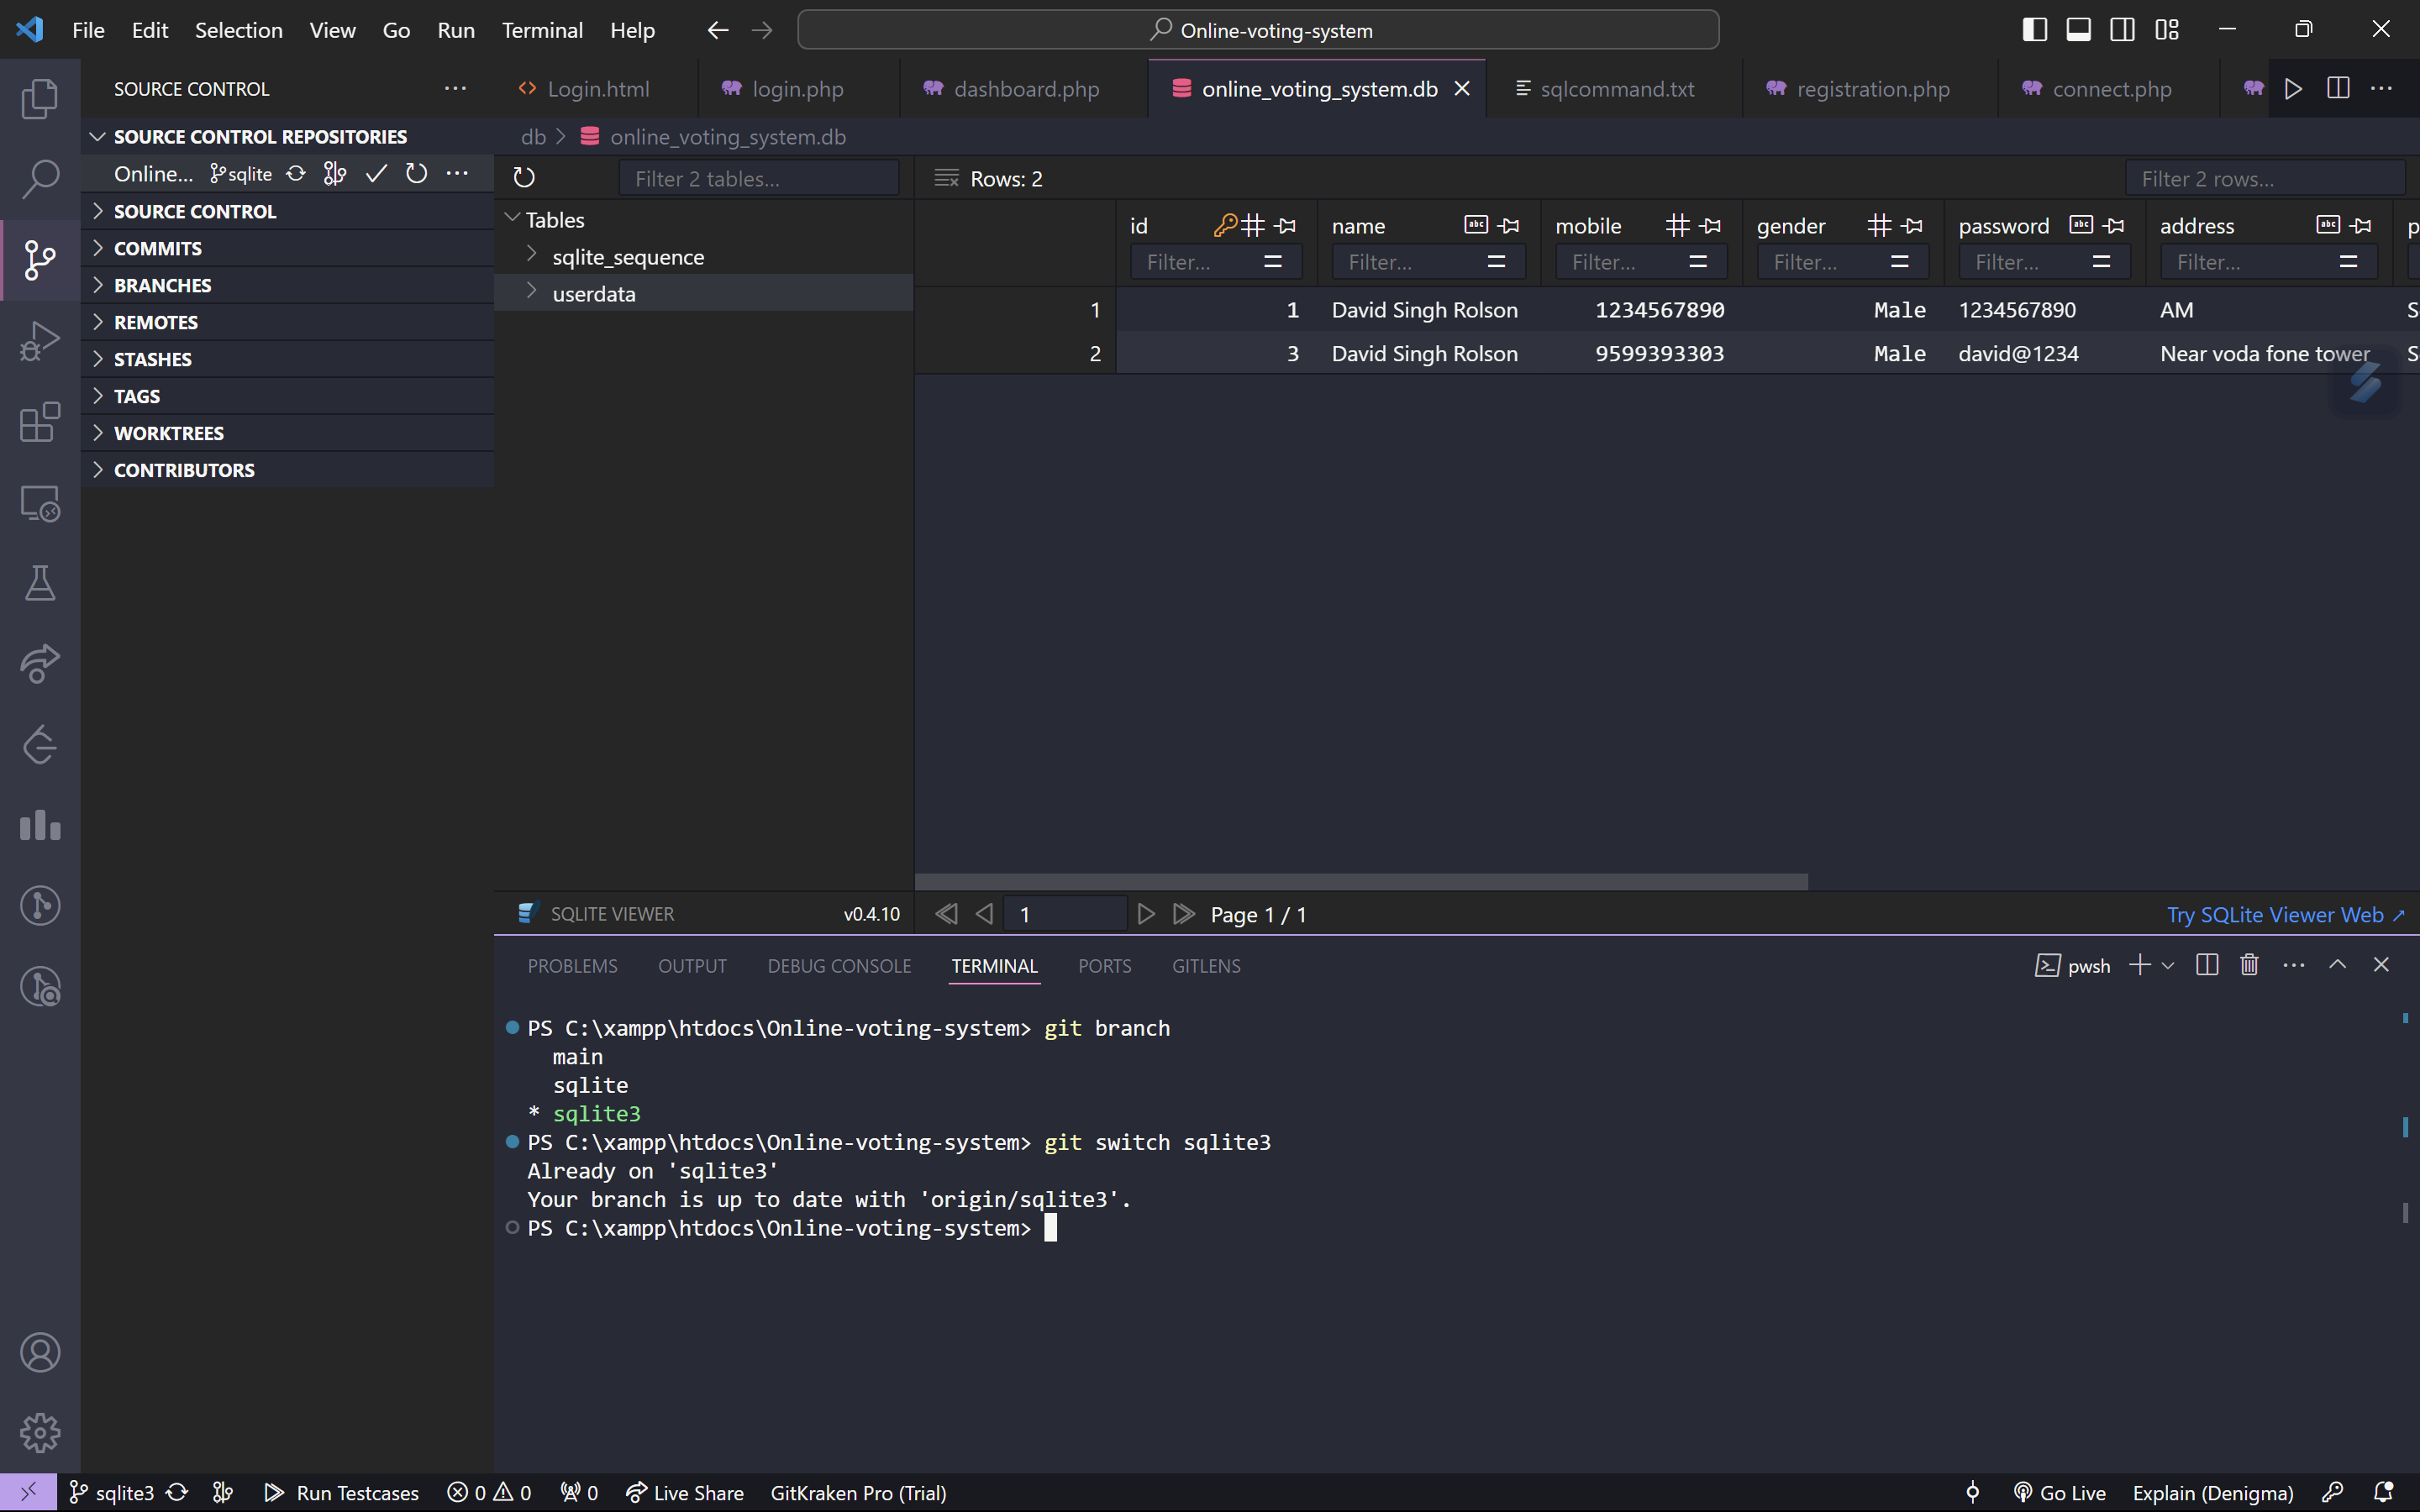 File Edit Selection View Go Run Terminal Help
Online-voting-system
SOURCE CONTROL
Login.html login.php dashboard.php online_voting_system.db sqlcommand.txt registration.php connect.php
SOURCE CONTROL REPOSITORIES
Online... sqlite
SOURCE CONTROL
COMMITS
BRANCHES
REMOTES
STASHES
TAGS
WORKTREES
CONTRIBUTORS
db > online_voting_system.db
Filter 2 tables...
Rows: 2
Filter 2 rows...
Tables
sqlite_sequence
userdata
id name mobile gender password address p
Filter... Filter... Filter... Filter... Filter... Filter...
1 1 David Singh Rolson 1234567890 Male 1234567890 AM S
2 3 David Singh Rolson 9599393303 Male david@1234 Near voda fone tower S
SQLITE VIEWER v0.4.10
1 Page 1 / 1
Try SQLite Viewer Web ↗
PROBLEMS OUTPUT DEBUG CONSOLE TERMINAL PORTS GITLENS
pwsh
PS C:\xampp\htdocs\Online-voting-system> git branch
main
sqlite
* sqlite3
PS C:\xampp\htdocs\Online-voting-system> git switch sqlite3
Already on 'sqlite3'
Your branch is up to date with 'origin/sqlite3'.
PS C:\xampp\htdocs\Online-voting-system>
sqlite3 Run Testcases 0 0 0 Live Share GitKraken Pro (Trial) Go Live Explain (Denigma)